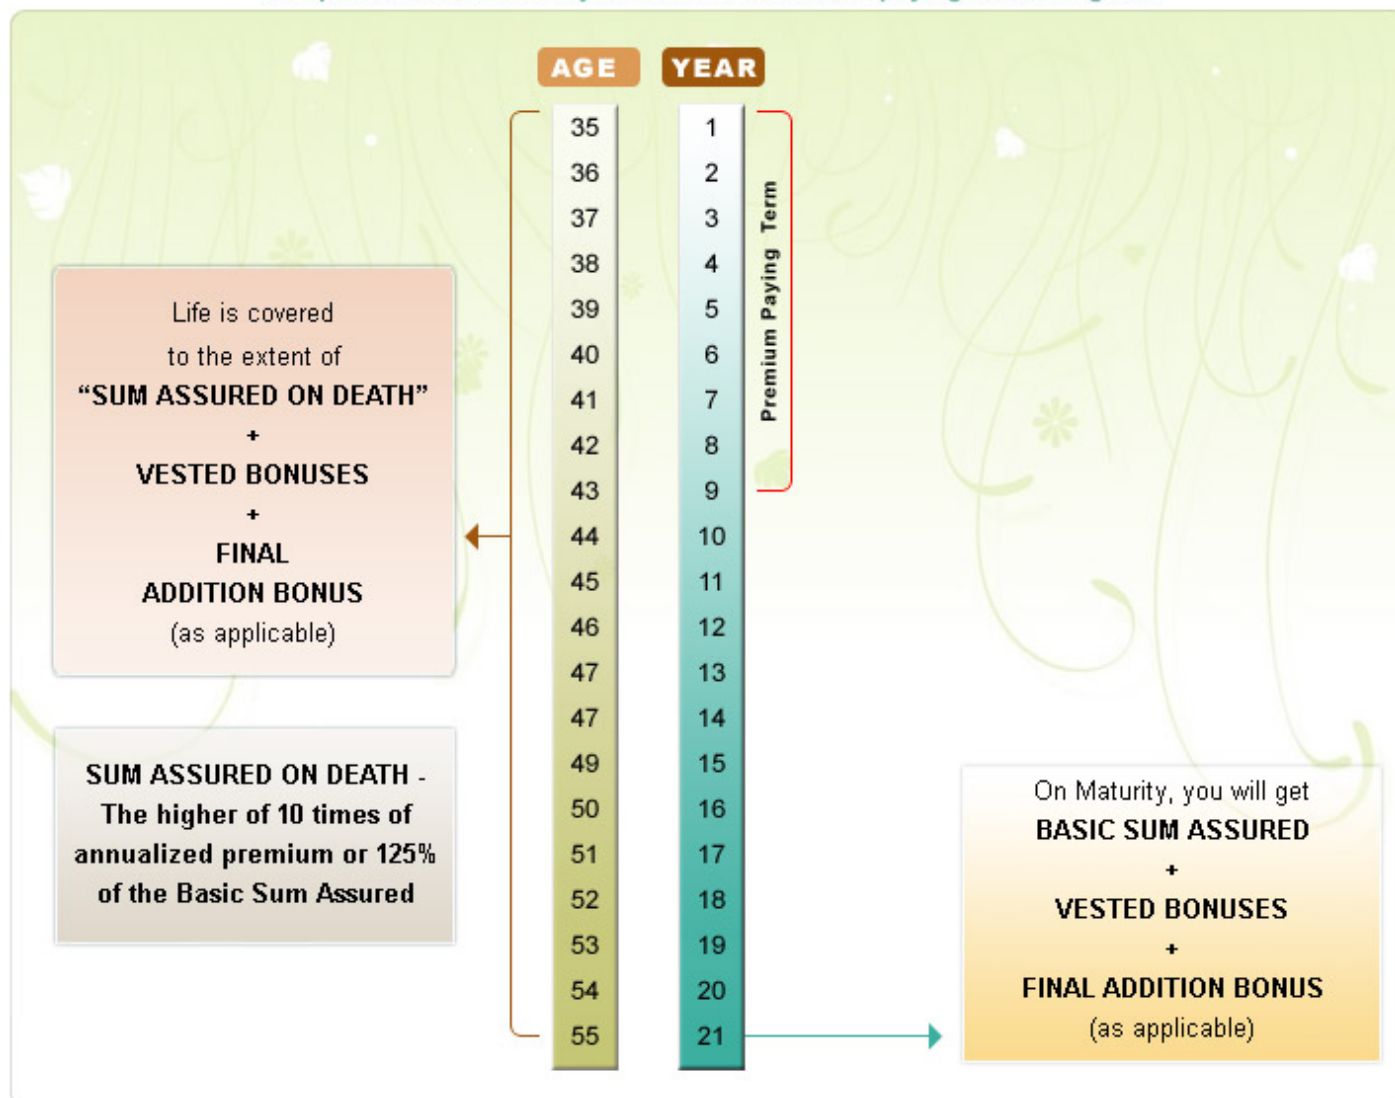 AGE YEAR
35 1
36 2
37 3
38 4
39 5
40 6
41 7
42 8
43 9
44 10
45 11
46 12
47 13
47 14
49 15
50 16
51 17
52 18
53 19
54 20
55 21
Premium Paying Term
Life is covered
to the extent of
“SUM ASSURED ON DEATH”
+
VESTED BONUSES
+
FINAL
ADDITION BONUS
(as applicable)
SUM ASSURED ON DEATH -
The higher of 10 times of
annualized premium or 125%
of the Basic Sum Assured
On Maturity, you will get
BASIC SUM ASSURED
+
VESTED BONUSES
+
FINAL ADDITION BONUS
(as applicable)